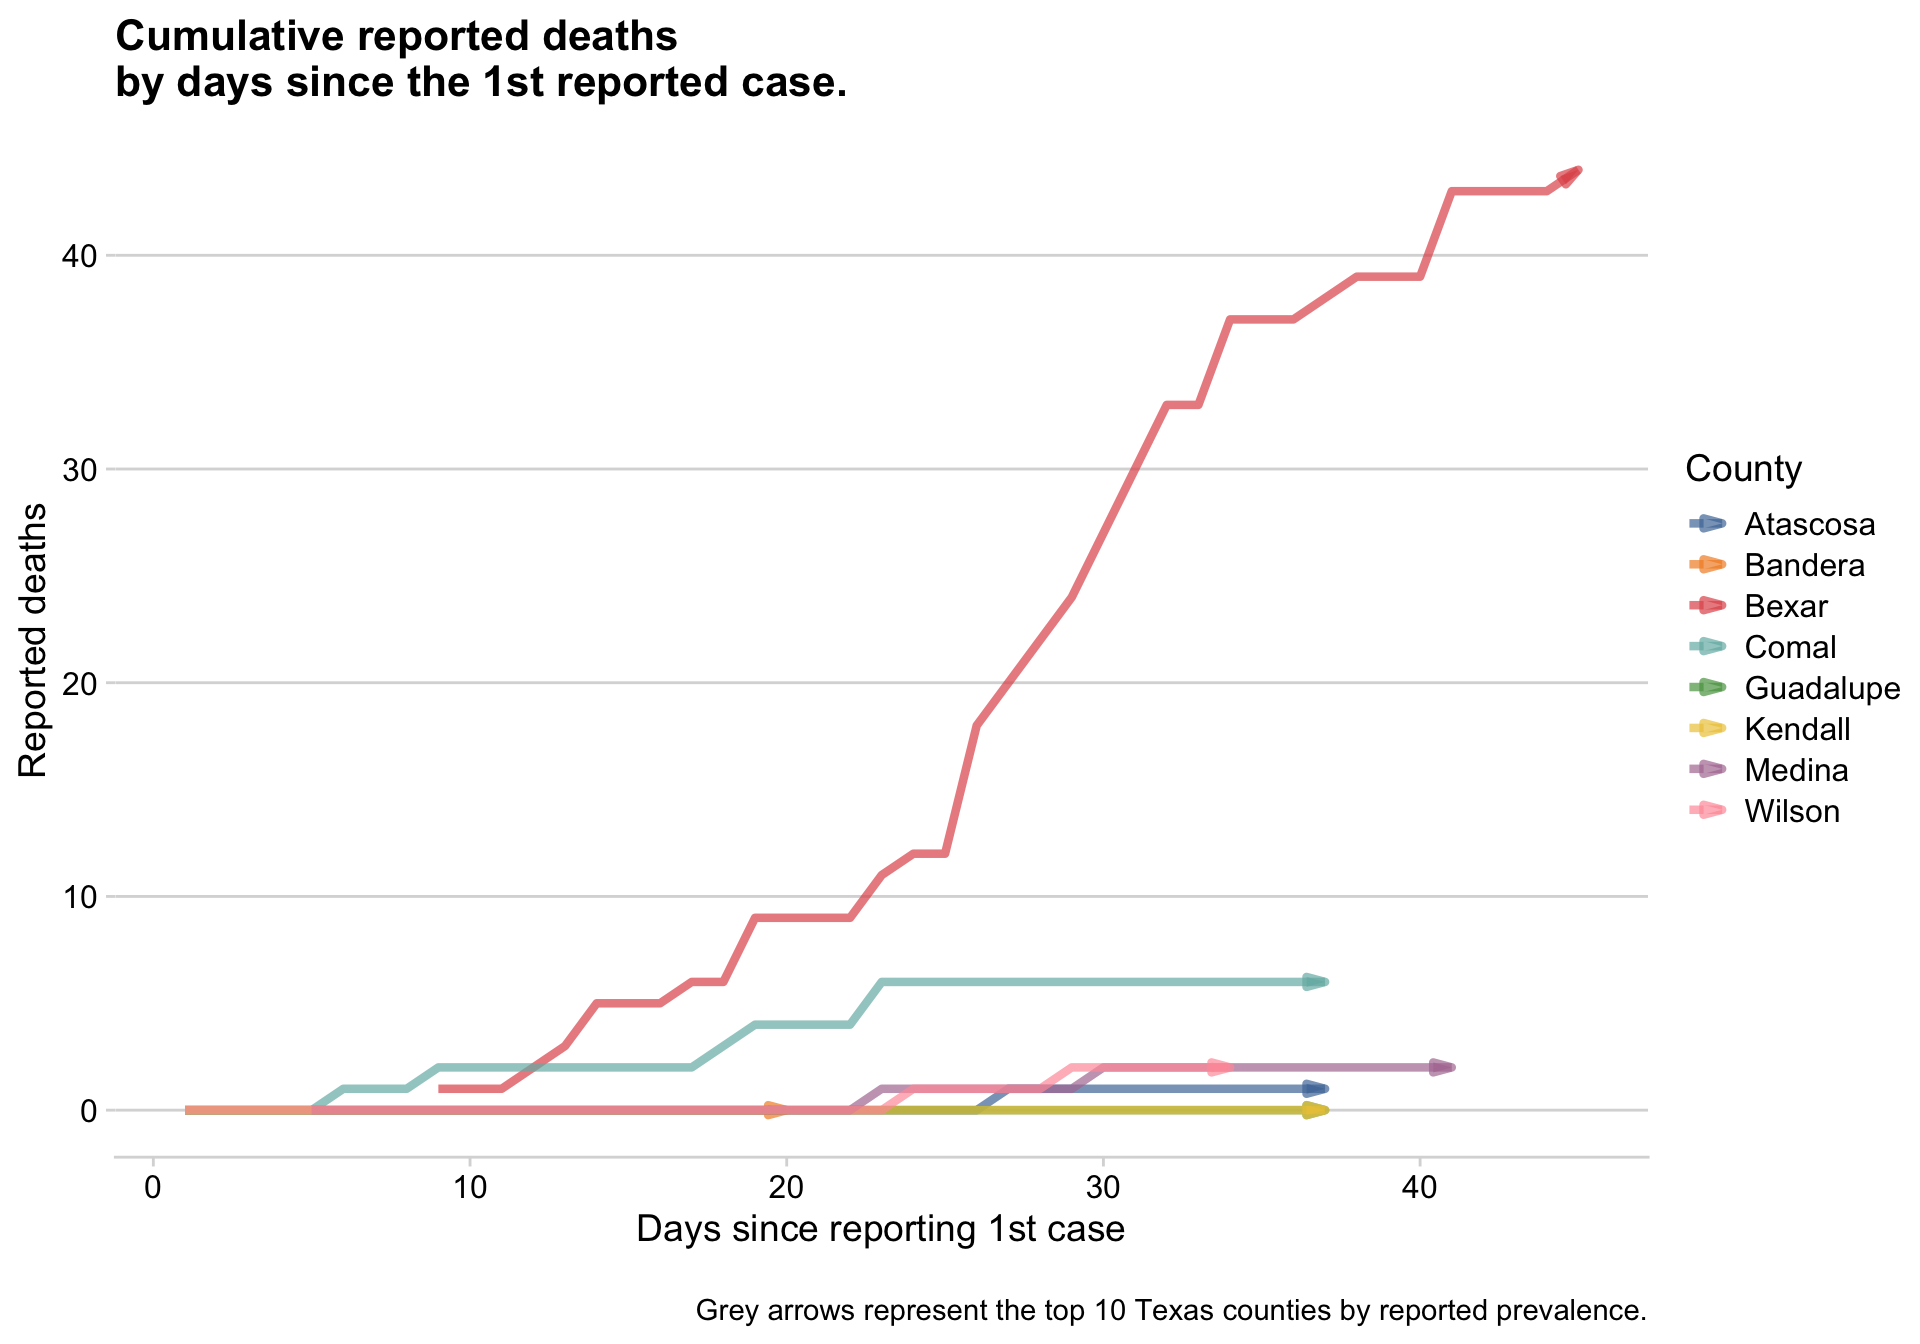 Cumulative reported deaths
by days since the 1st reported case.
Reported deaths
40
30
20
10
0
0 10 20 30 40
Days since reporting 1st case
County
Atascosa
Bandera
Bexar
Comal
Guadalupe
Kendall
Medina
Wilson
Grey arrows represent the top 10 Texas counties by reported prevalence.